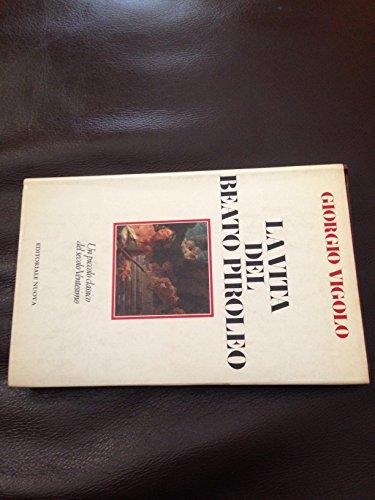 GIORGIO VIGOLO
LA VITA
DEL
BEATO PIROLEO
Un piccolo classico
del secolo Ventesimo
EDITORIALE NUOVA